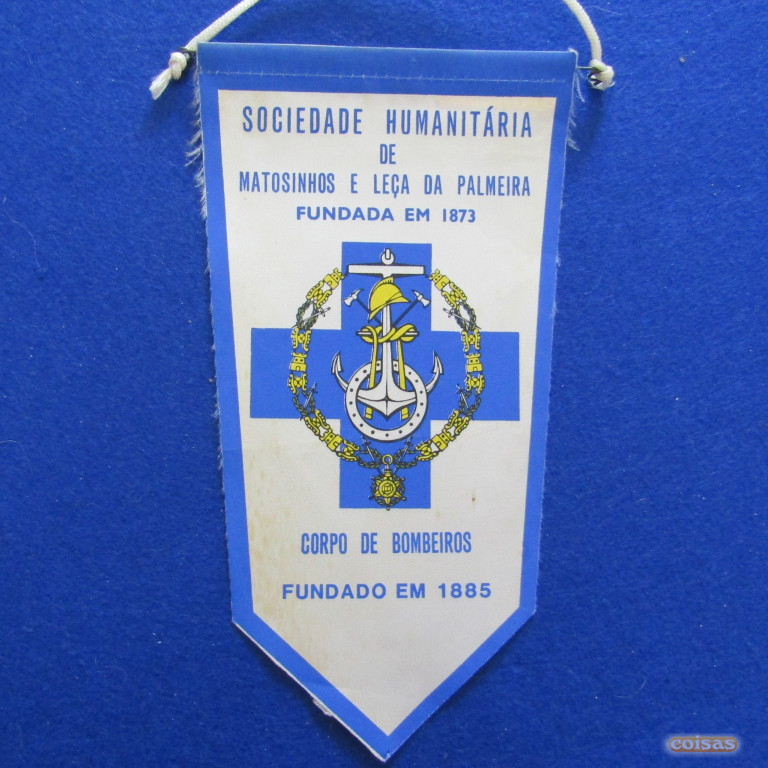 SOCIEDADE HUMANITÁRIA
DE
MATOSINHOS E LEÇA DA PALMEIRA
FUNDADA EM 1873
CORPO DE BOMBEIROS
FUNDADO EM 1885
coisas